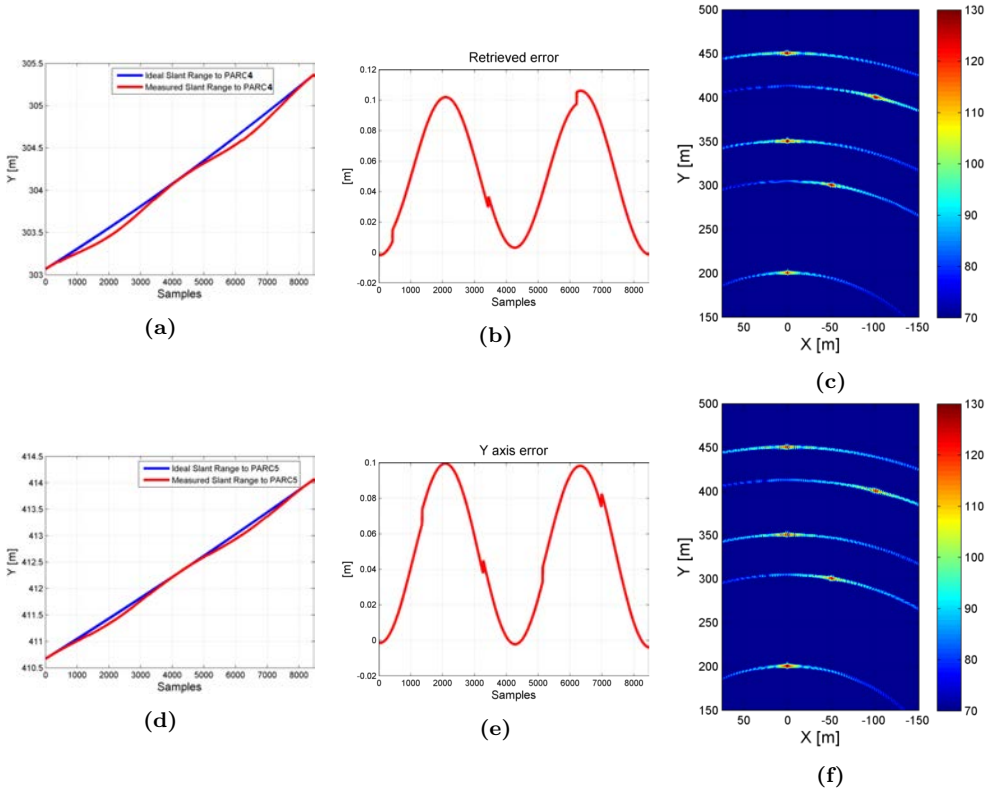 305.5
305
304.5
304
303.5
303
Y [m]
Ideal Slant Range to PARC4
Measured Slant Range to PARC4
0 1000 2000 3000 4000 5000 6000 7000 8000
Samples
(a)
Retrieved error
0.12
0.1
0.08
0.06
0.04
0.02
0
-0.02
[m]
0 1000 2000 3000 4000 5000 6000 7000 8000
Samples
(b)
500
450
400
350
300
250
200
150
Y [m]
50 0 -50 -100 -150
X [m]
130
120
110
100
90
80
70
(c)
414.5
414
413.5
413
412.5
412
411.5
411
410.5
Y [m]
Ideal Slant Range to PARC5
Measured Slant Range to PARC5
0 1000 2000 3000 4000 5000 6000 7000 8000
Samples
(d)
Y axis error
0.1
0.08
0.06
0.04
0.02
0
-0.02
[m]
0 1000 2000 3000 4000 5000 6000 7000 8000
Samples
(e)
500
450
400
350
300
250
200
150
Y [m]
50 0 -50 -100 -150
X [m]
130
120
110
100
90
80
70
(f)